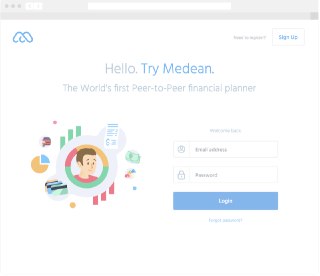 Need to register?
Sign Up
Hello. Try Medean.
The World's first Peer-to-Peer financial planner
Welcome back
Email address
Password
Login
Forgot password?